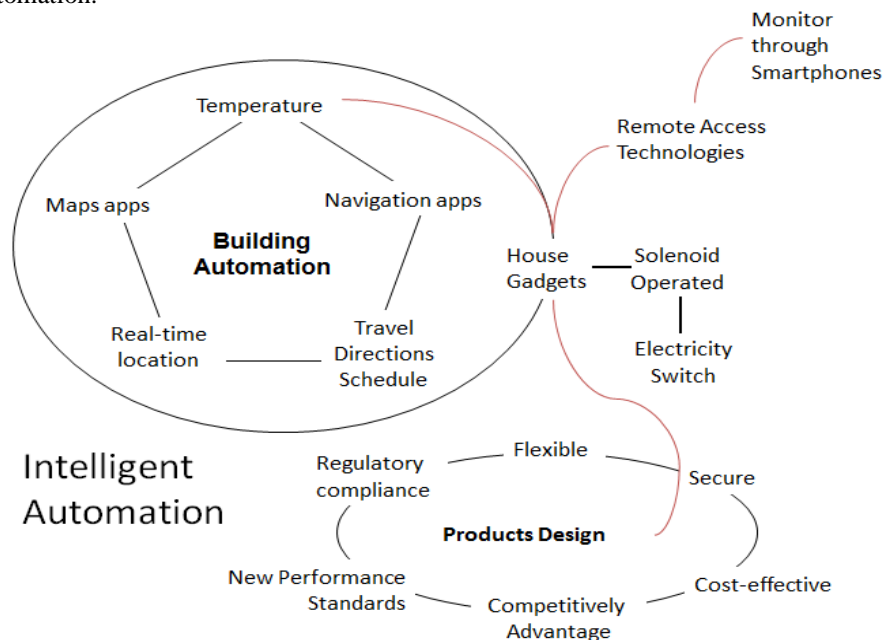 Monitor
through
Smartphones
Temperature
Remote Access
Technologies
Maps apps
Navigation apps
Building
Automation
House
Gadgets
Solenoid
Operated
Real-time
location
Travel
Directions
Schedule
Electricity
Switch
Intelligent
Automation
Regulatory
compliance
Flexible
Secure
Products Design
New Performance
Standards
Competitively
Advantage
Cost-effective